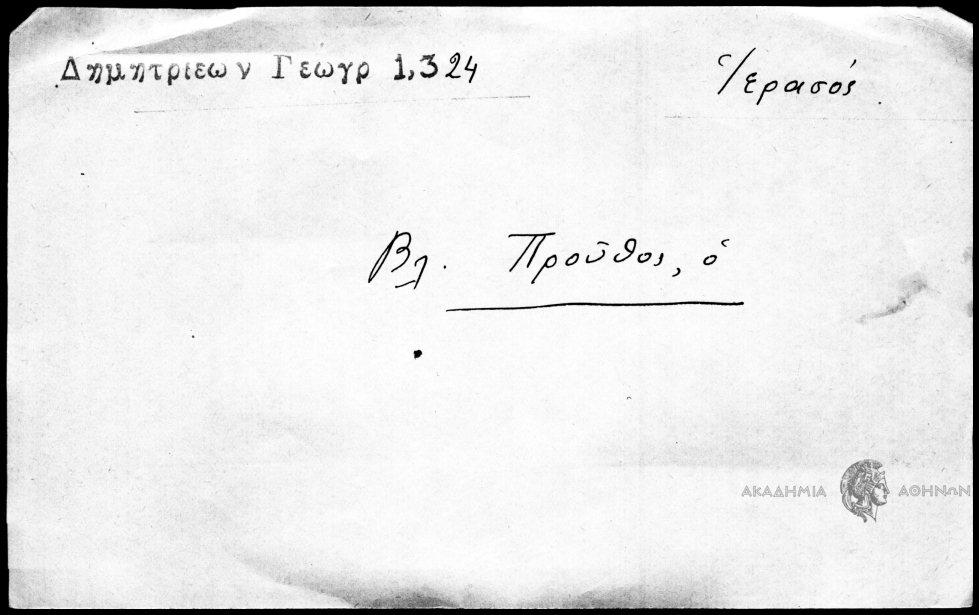 Δημητριεων Γεωγρ 1,324
Ἱερασός
Βλ. Προῦθος, ὁ
ΑΚΑΔΗΜΙΑ ΑΘΗΝΩΝ